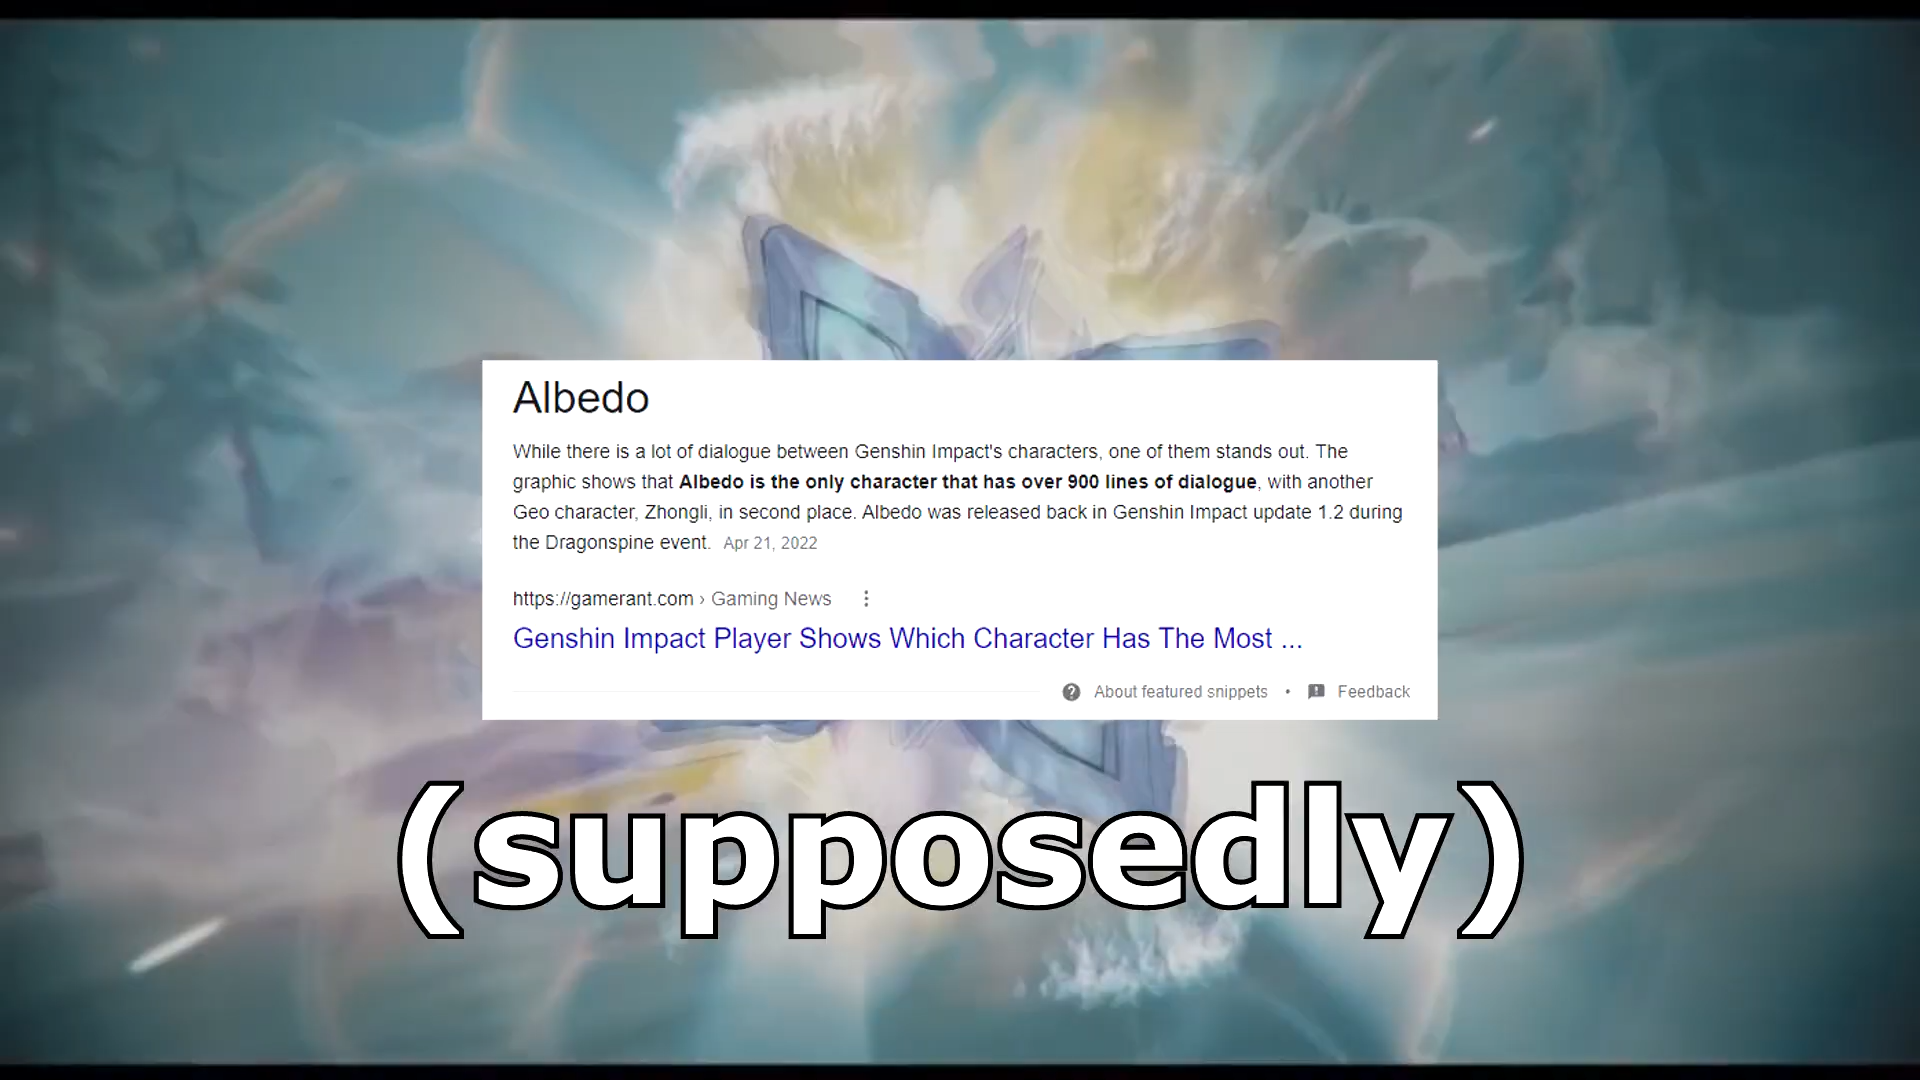 Albedo
While there is a lot of dialogue between Genshin Impact's characters, one of them stands out. The
graphic shows that Albedo is the only character that has over 900 lines of dialogue, with another
Geo character, Zhongli, in second place. Albedo was released back in Genshin Impact update 1.2 during
the Dragonspine event. Apr 21, 2022
https://gamerant.com › Gaming News
Genshin Impact Player Shows Which Character Has The Most ...
About featured snippets • Feedback
(supposedly)